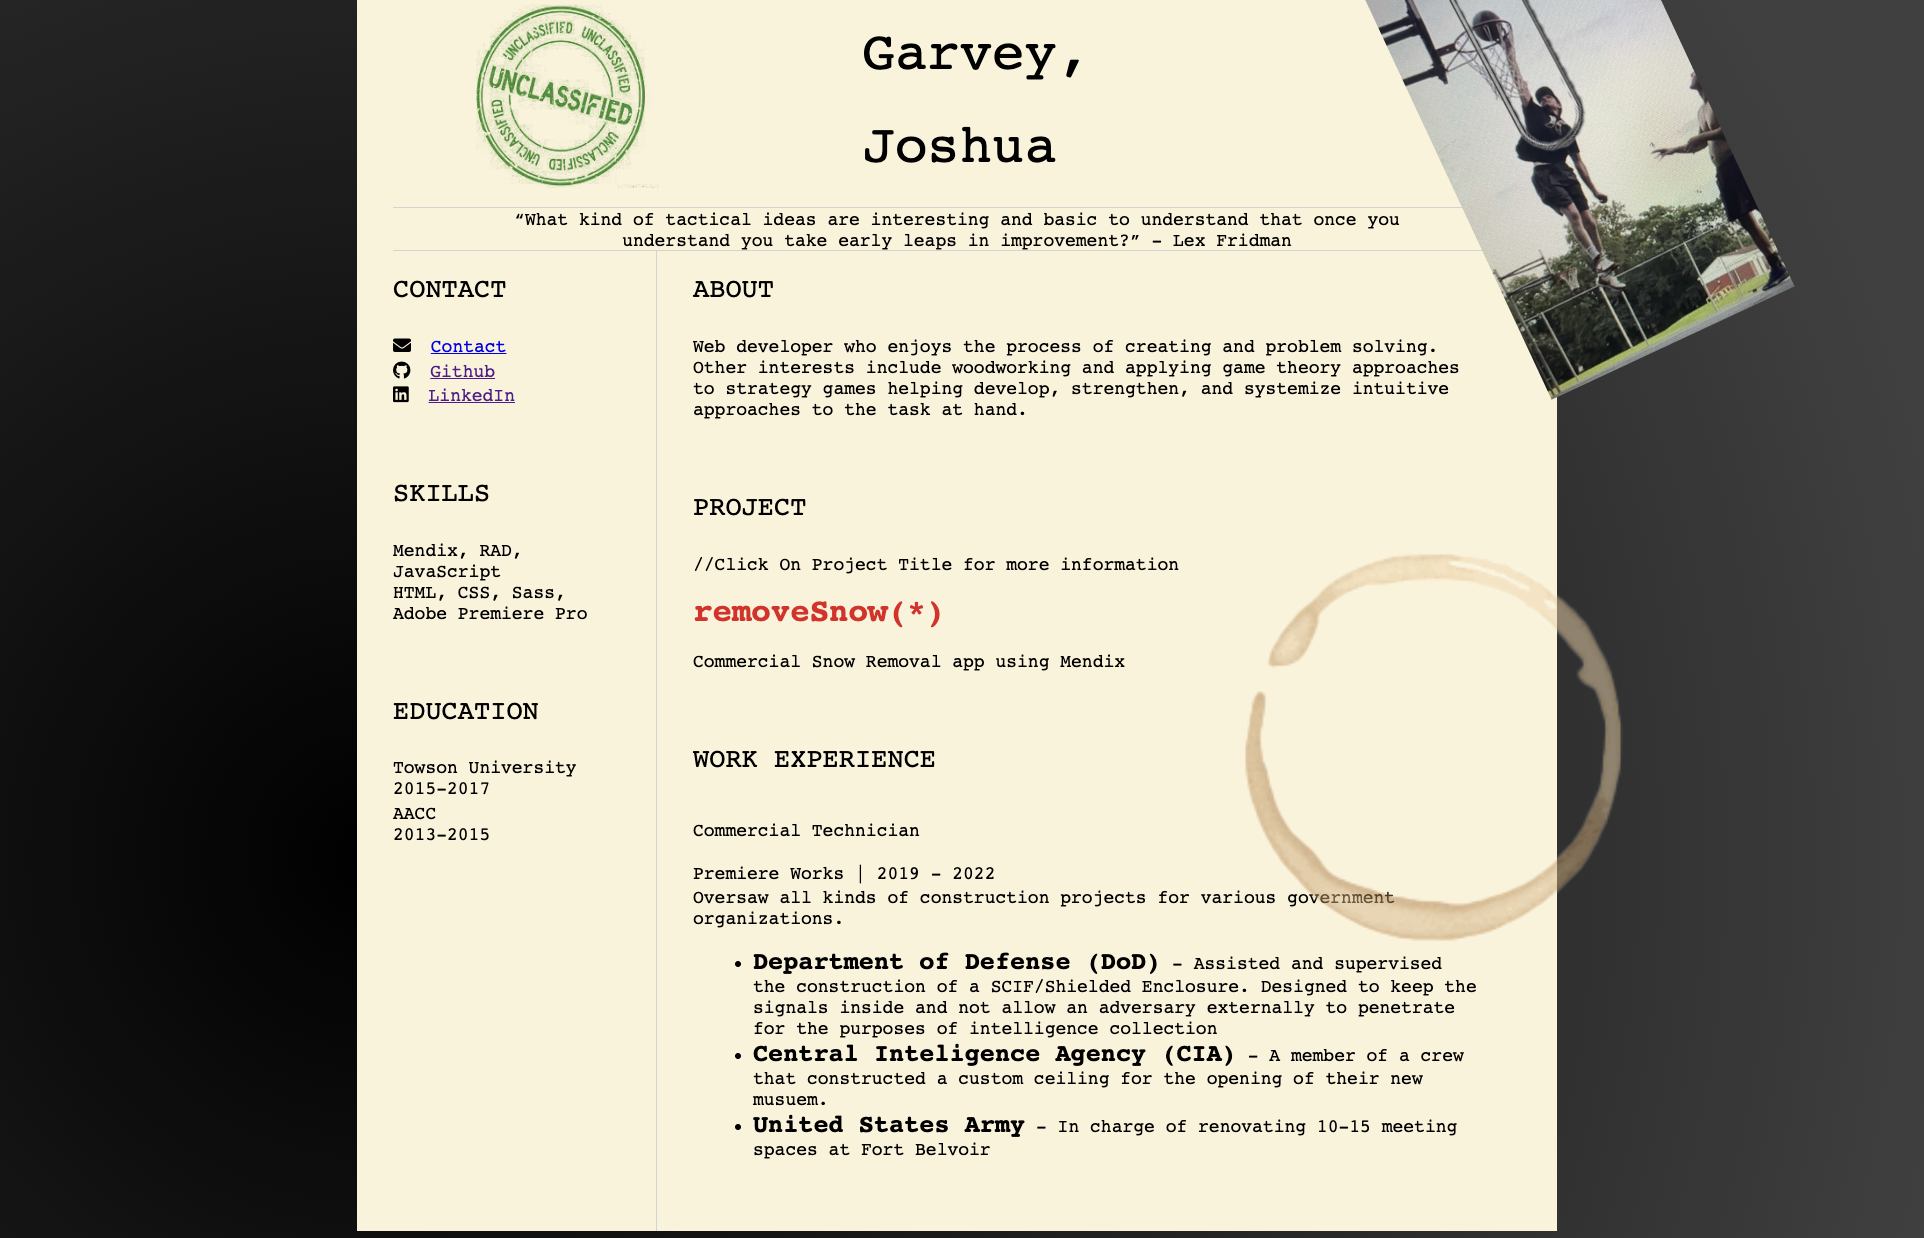 UNCLASSIFIED UNCLASSIFIED
UNCLASSIFIED
UNCLASSIFIED UNCLASSIFIED
Garvey,
Joshua
“What kind of tactical ideas are interesting and basic to understand that once you
understand you take early leaps in improvement?” - Lex Fridman
CONTACT
Contact
Github
LinkedIn
SKILLS
Mendix, RAD,
JavaScript
HTML, CSS, Sass,
Adobe Premiere Pro
EDUCATION
Towson University
2015-2017
AACC
2013-2015
ABOUT
Web developer who enjoys the process of creating and problem solving.
Other interests include woodworking and applying game theory approaches
to strategy games helping develop, strengthen, and systemize intuitive
approaches to the task at hand.
PROJECT
//Click On Project Title for more information
removeSnow(*)
Commercial Snow Removal app using Mendix
WORK EXPERIENCE
Commercial Technician
Premiere Works | 2019 - 2022
Oversaw all kinds of construction projects for various government
organizations.
• Department of Defense (DoD) - Assisted and supervised
the construction of a SCIF/Shielded Enclosure. Designed to keep the
signals inside and not allow an adversary externally to penetrate
for the purposes of intelligence collection
• Central Inteligence Agency (CIA) - A member of a crew
that constructed a custom ceiling for the opening of their new
musuem.
• United States Army - In charge of renovating 10-15 meeting
spaces at Fort Belvoir